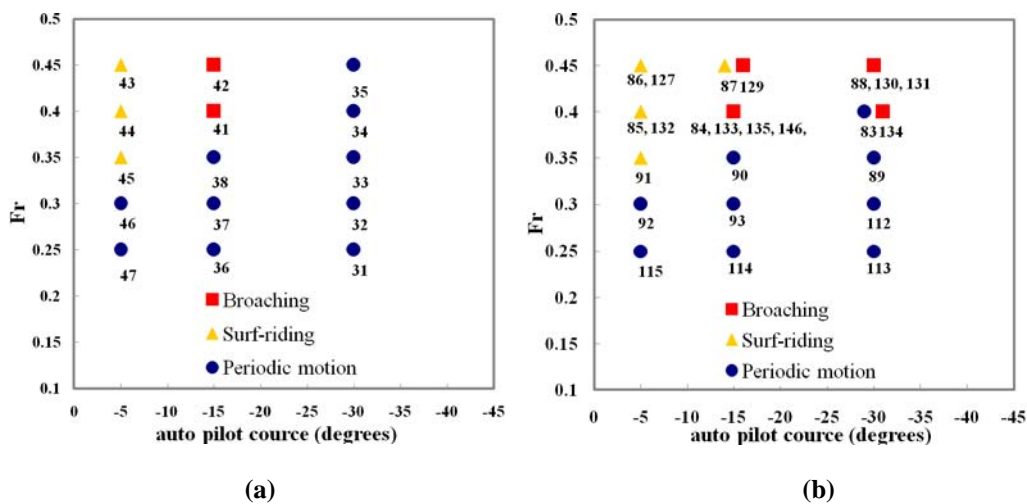 0.5
0.45
0.4
0.35
0.3
0.25
0.2
0.1
Fr
43 42 35
44 41 34
45 38 33
46 37 32
47 36 31
Broaching
Surf-riding
Periodic motion
0 -5 -10 -15 -20 -25 -30 -35 -40 -45
auto pilot cource (degrees)
(a)
0.5
0.45
0.4
0.35
0.3
0.25
0.2
0.1
Fr
86, 127 87 129 88, 130, 131
85, 132 84, 133, 135, 146, 83 134
91 90 89
92 93 112
115 114 113
Broaching
Surf-riding
Periodic motion
0 -5 -10 -15 -20 -25 -30 -35 -40 -45
auto pilot cource (degrees)
(b)